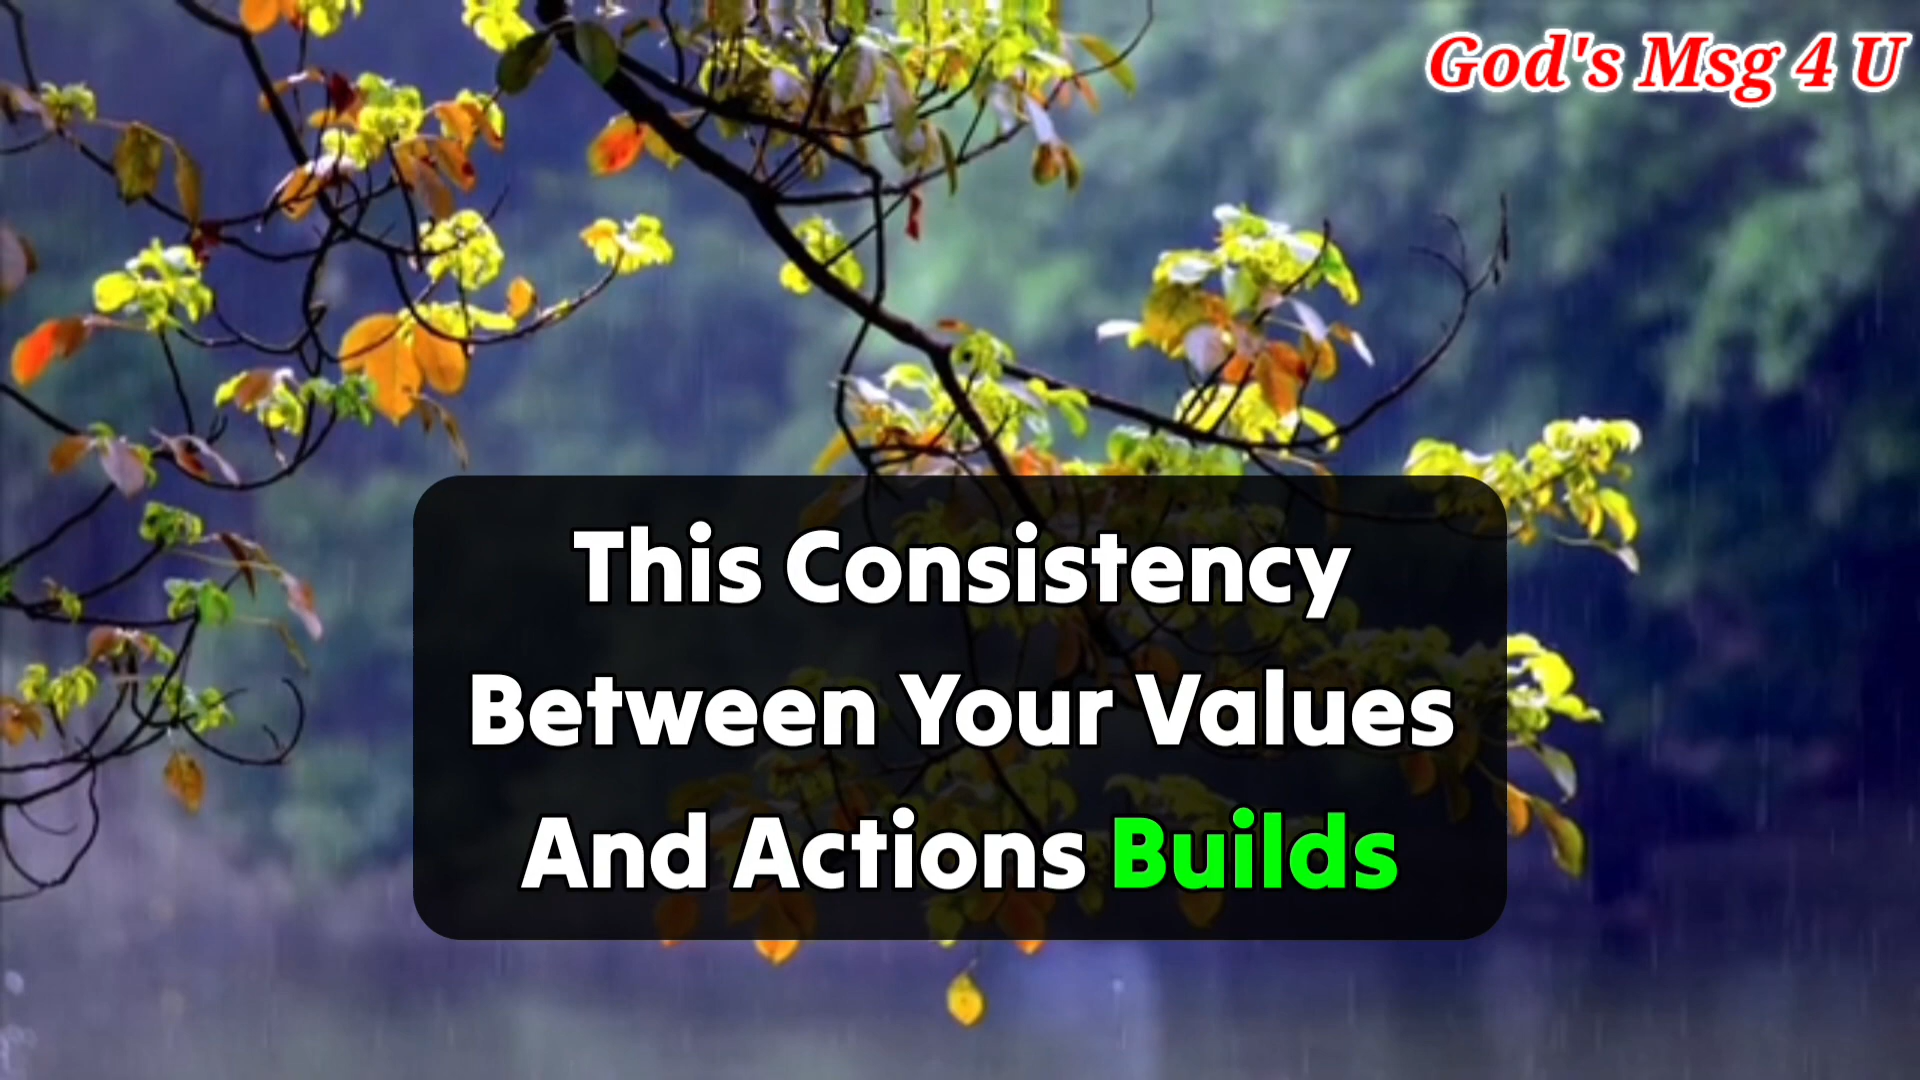 God's Msg 4 U
This Consistency
Between Your Values
And Actions Builds